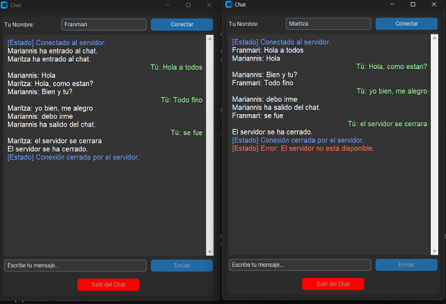 Chat
Tu Nombre:
Franmari
Conectar
[Estado] Conectado al servidor.
Mariannis ha entrado al chat.
Maritza ha entrado al chat.
Tú: Hola a todos
Mariannis: Hola
Maritza: Hola, como estan?
Mariannis: Bien y tu?
Tú: Todo fino
Maritza: yo bien, me alegro
Mariannis: debo irme
Mariannis ha salido del chat.
Tú: se fue
Maritza: el servidor se cerrara
El servidor se ha cerrado.
[Estado] Conexión cerrada por el servidor.
Escribe tu mensaje...
Enviar
Salir del Chat
Chat
Tu Nombre:
Maritza
Conectar
[Estado] Conectado al servidor.
Franmari: Hola a todos
Mariannis: Hola
Tú: Hola, como estan?
Mariannis: Bien y tu?
Franmari: Todo fino
Tú: yo bien, me alegro
Mariannis: debo irme
Mariannis ha salido del chat.
Franmari: se fue
Tú: el servidor se cerrara
El servidor se ha cerrado.
[Estado] Conexión cerrada por el servidor.
[Estado] Error: El servidor no está disponible.
Escribe tu mensaje...
Enviar
Salir del Chat